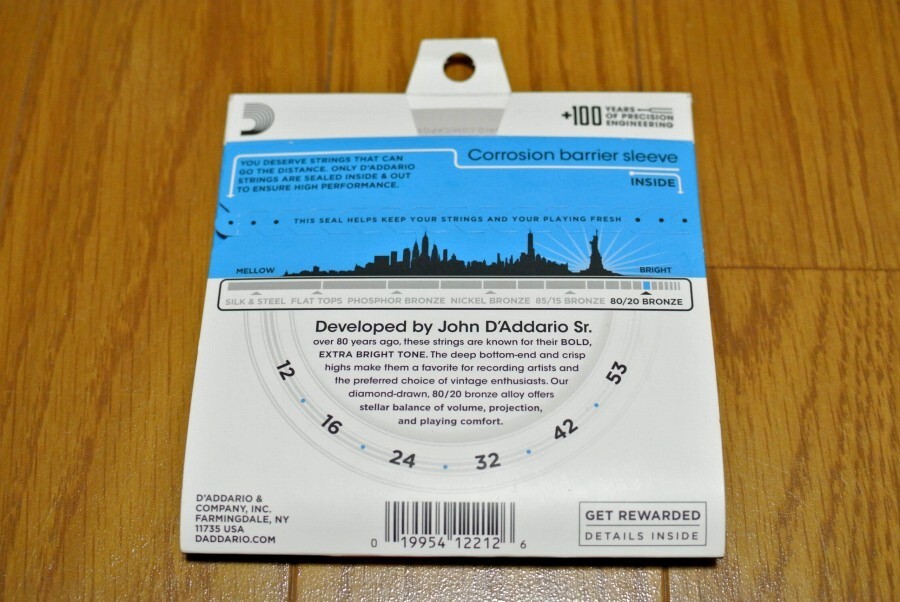 +100 YEARS
OF PRECISION
ENGINEERING
YOU DESERVE STRINGS THAT CAN
GO THE DISTANCE. ONLY D'ADDARIO
STRINGS ARE SEALED INSIDE & OUT
TO ENSURE HIGH PERFORMANCE.
Corrosion barrier sleeve
INSIDE
THIS SEAL HELPS KEEP YOUR STRINGS AND YOUR PLAYING FRESH
MELLOW BRIGHT
SILK & STEEL FLAT TOPS PHOSPHOR BRONZE NICKEL BRONZE 85/15 BRONZE 80/20 BRONZE
Developed by John D'Addario Sr.
over 80 years ago, these strings are known for their BOLD,
EXTRA BRIGHT TONE. The deep bottom-end and crisp
highs make them a favorite for recording artists and
the preferred choice of vintage enthusiasts. Our
diamond-drawn, 80/20 bronze alloy offers
stellar balance of volume, projection,
and playing comfort.
12 • 16 • 24 • 32 • 42 • 53
D'ADDARIO &
COMPANY, INC.
FARMINGDALE, NY
11735 USA
DADDARIO.COM
0 19954 12212 6
GET REWARDED
DETAILS INSIDE